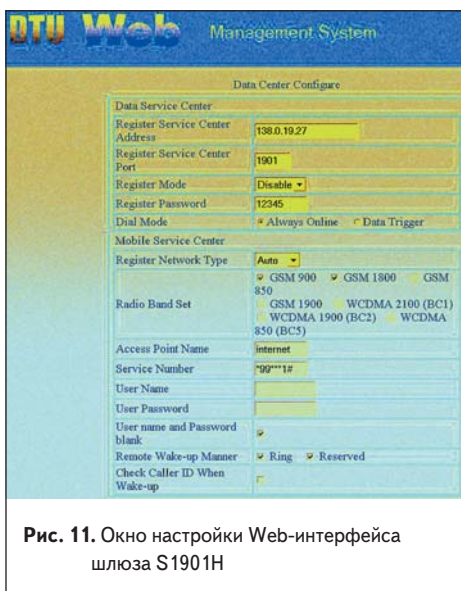 DTU Web Management System
Data Center Configure
Data Service Center
Register Service Center
Address
138.0.19.27
Register Service Center
Port
1901
Register Mode
Disable
Register Password
12345
Dial Mode
Always Online Data Trigger
Mobile Service Center
Register Network Type
Auto
Radio Band Set
GSM 900 GSM 1800 GSM
850
GSM 1900 WCDMA 2100 (BC1)
WCDMA 1900 (BC2) WCDMA
850 (BC5)
Access Point Name
internet
Service Number
*99***1#
User Name
User Password
User name and Password
blank
Remote Wake-up Manner
Ring Reserved
Check Caller ID When
Wake-up
Рис. 11. Окно настройки Web-интерфейса
шлюза S1901H